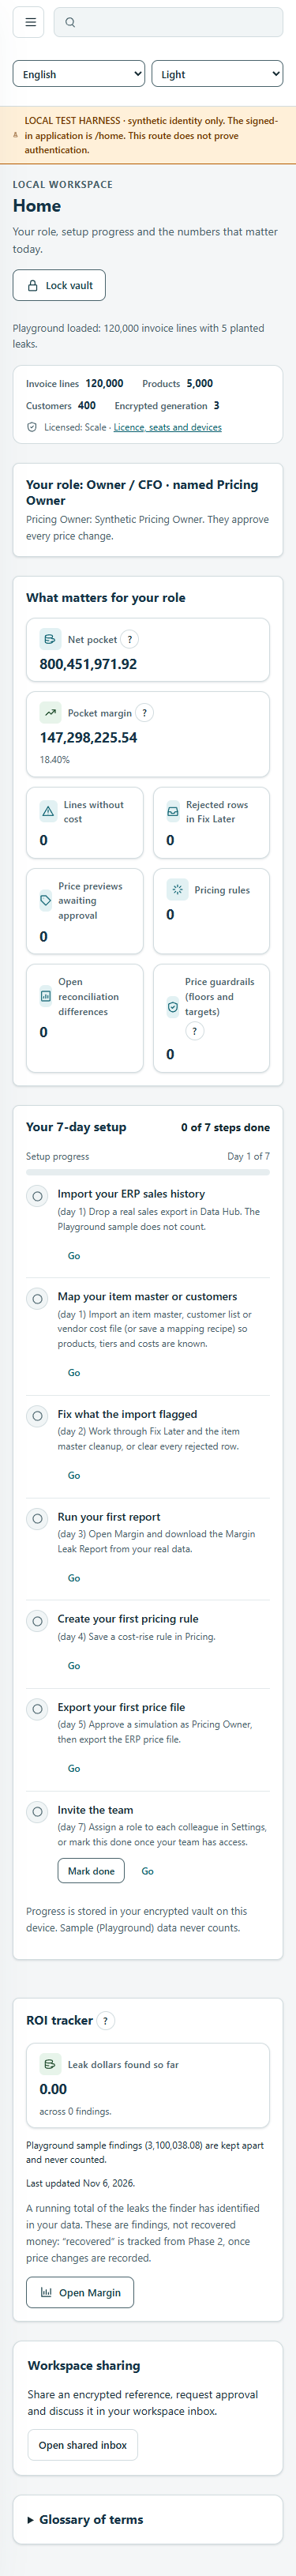 English
Light
LOCAL TEST HARNESS · synthetic identity only. The signed-
in application is /home. This route does not prove
authentication.
LOCAL WORKSPACE
Home
Your role, setup progress and the numbers that matter
today.
Lock vault
Playground loaded: 120,000 invoice lines with 5 planted
leaks.
Invoice lines 120,000 Products 5,000
Customers 400 Encrypted generation 3
Licensed: Scale · Licence, seats and devices
Your role: Owner / CFO · named Pricing
Owner
Pricing Owner: Synthetic Pricing Owner. They approve
every price change.
What matters for your role
Net pocket ?
800,451,971.92
Pocket margin ?
147,298,225.54
18.40%
Lines without
cost
0
Rejected rows
in Fix Later
0
Price previews
awaiting
approval
0
Pricing rules
0
Open
reconciliation
differences
0
Price guardrails
(floors and
targets)
?
0
Your 7-day setup 0 of 7 steps done
Setup progress Day 1 of 7
Import your ERP sales history
(day 1) Drop a real sales export in Data Hub. The
Playground sample does not count.
Go
Map your item master or customers
(day 1) Import an item master, customer list or
vendor cost file (or save a mapping recipe) so
products, tiers and costs are known.
Go
Fix what the import flagged
(day 2) Work through Fix Later and the item
master cleanup, or clear every rejected row.
Go
Run your first report
(day 3) Open Margin and download the Margin
Leak Report from your real data.
Go
Create your first pricing rule
(day 4) Save a cost-rise rule in Pricing.
Go
Export your first price file
(day 5) Approve a simulation as Pricing Owner,
then export the ERP price file.
Go
Invite the team
(day 7) Assign a role to each colleague in Settings,
or mark this done once your team has access.
Mark done Go
Progress is stored in your encrypted vault on this
device. Sample (Playground) data never counts.
ROI tracker ?
Leak dollars found so far
0.00
across 0 findings.
Playground sample findings (3,100,038.08) are kept apart
and never counted.
Last updated Nov 6, 2026.
A running total of the leaks the finder has identified
in your data. These are findings, not recovered
money: “recovered” is tracked from Phase 2, once
price changes are recorded.
Open Margin
Workspace sharing
Share an encrypted reference, request approval
and discuss it in your workspace inbox.
Open shared inbox
Glossary of terms